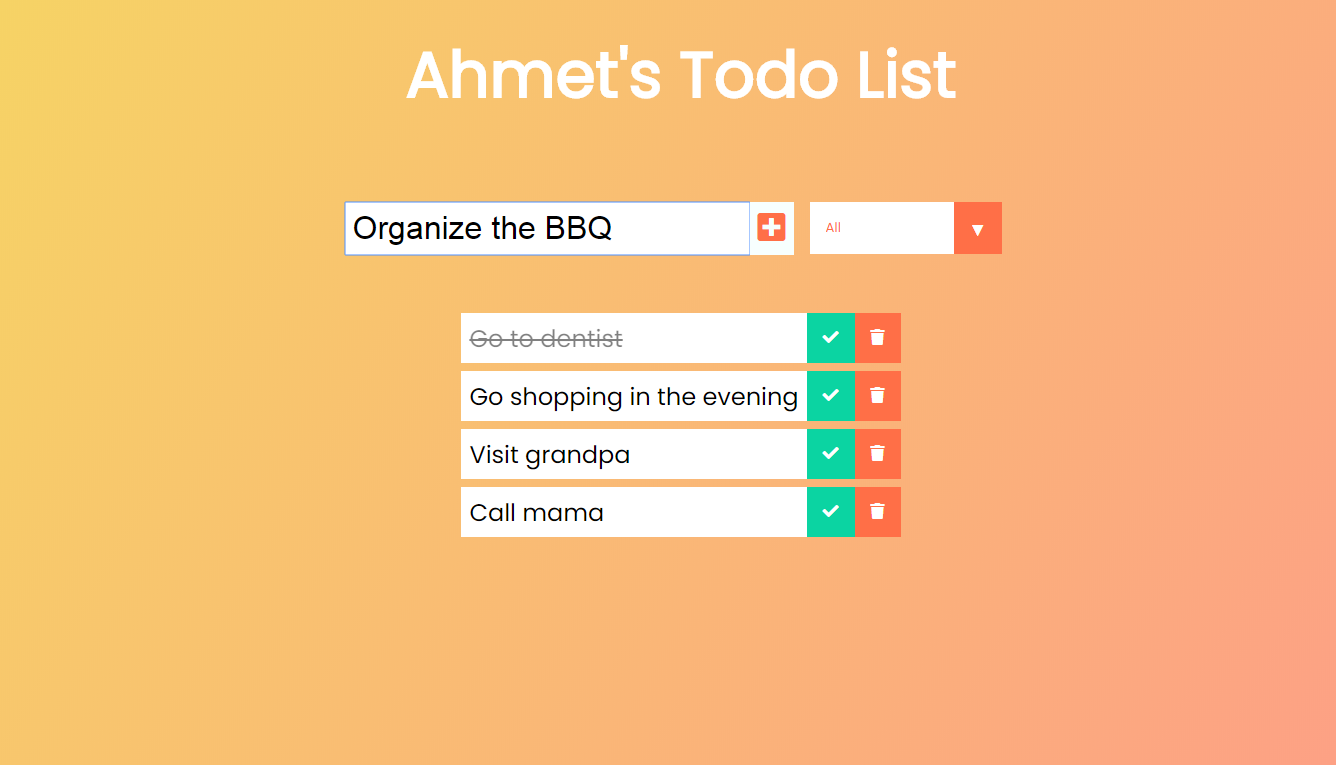 Ahmet's Todo List
Organize the BBQ
All
Go to dentist
Go shopping in the evening
Visit grandpa
Call mama